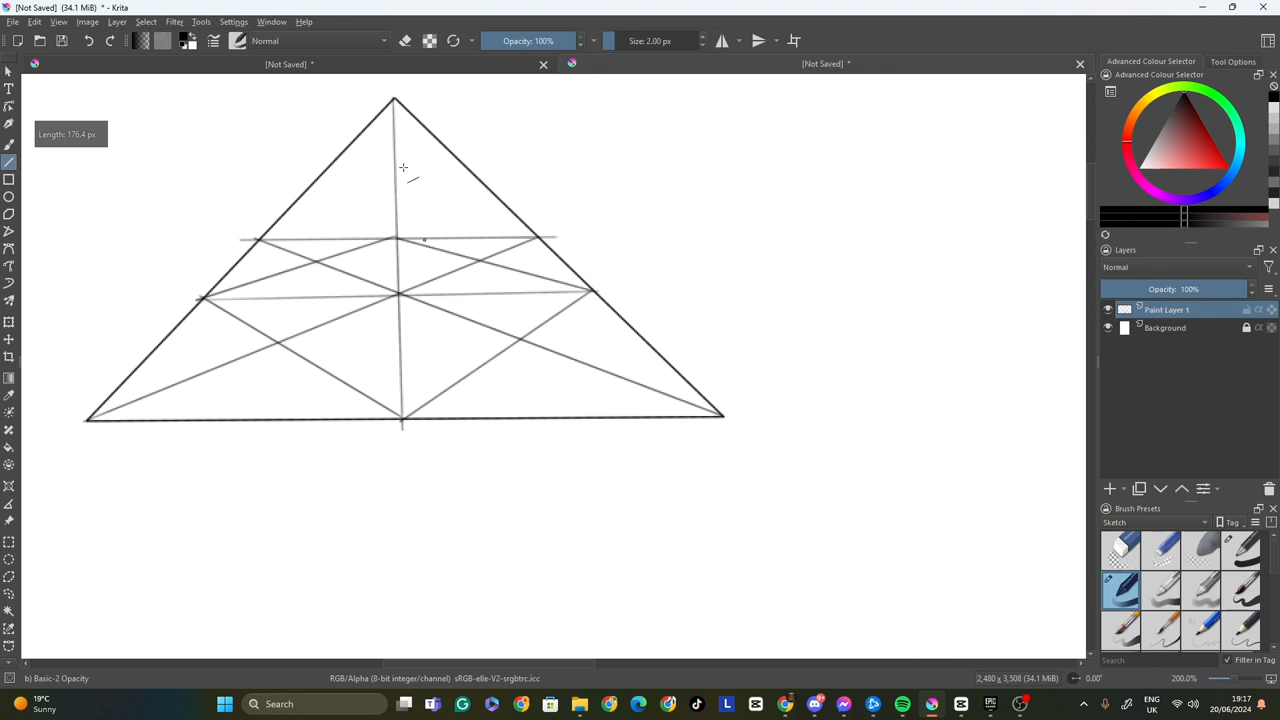 [Not Saved] (34.1 MiB) * - Krita
File Edit View Image Layer Select Filter Tools Settings Window Help
Normal Opacity: 100% Size: 2.00 px
[Not Saved] * [Not Saved] *
Length: 176.4 px
Advanced Colour Selector Tool Options
Advanced Colour Selector
Layers
Normal
Opacity: 100%
Paint Layer 1
Background
Brush Presets
Sketch Tag
Search Filter in Tag
b) Basic-2 Opacity RGB/Alpha (8-bit integer/channel) sRGB-elle-V2-srgbtrc.icc 2,480 x 3,508 (34.1 MiB) 0.00° 200.0%
19°C
Sunny
Search
ENG
UK
19:17
20/06/2024